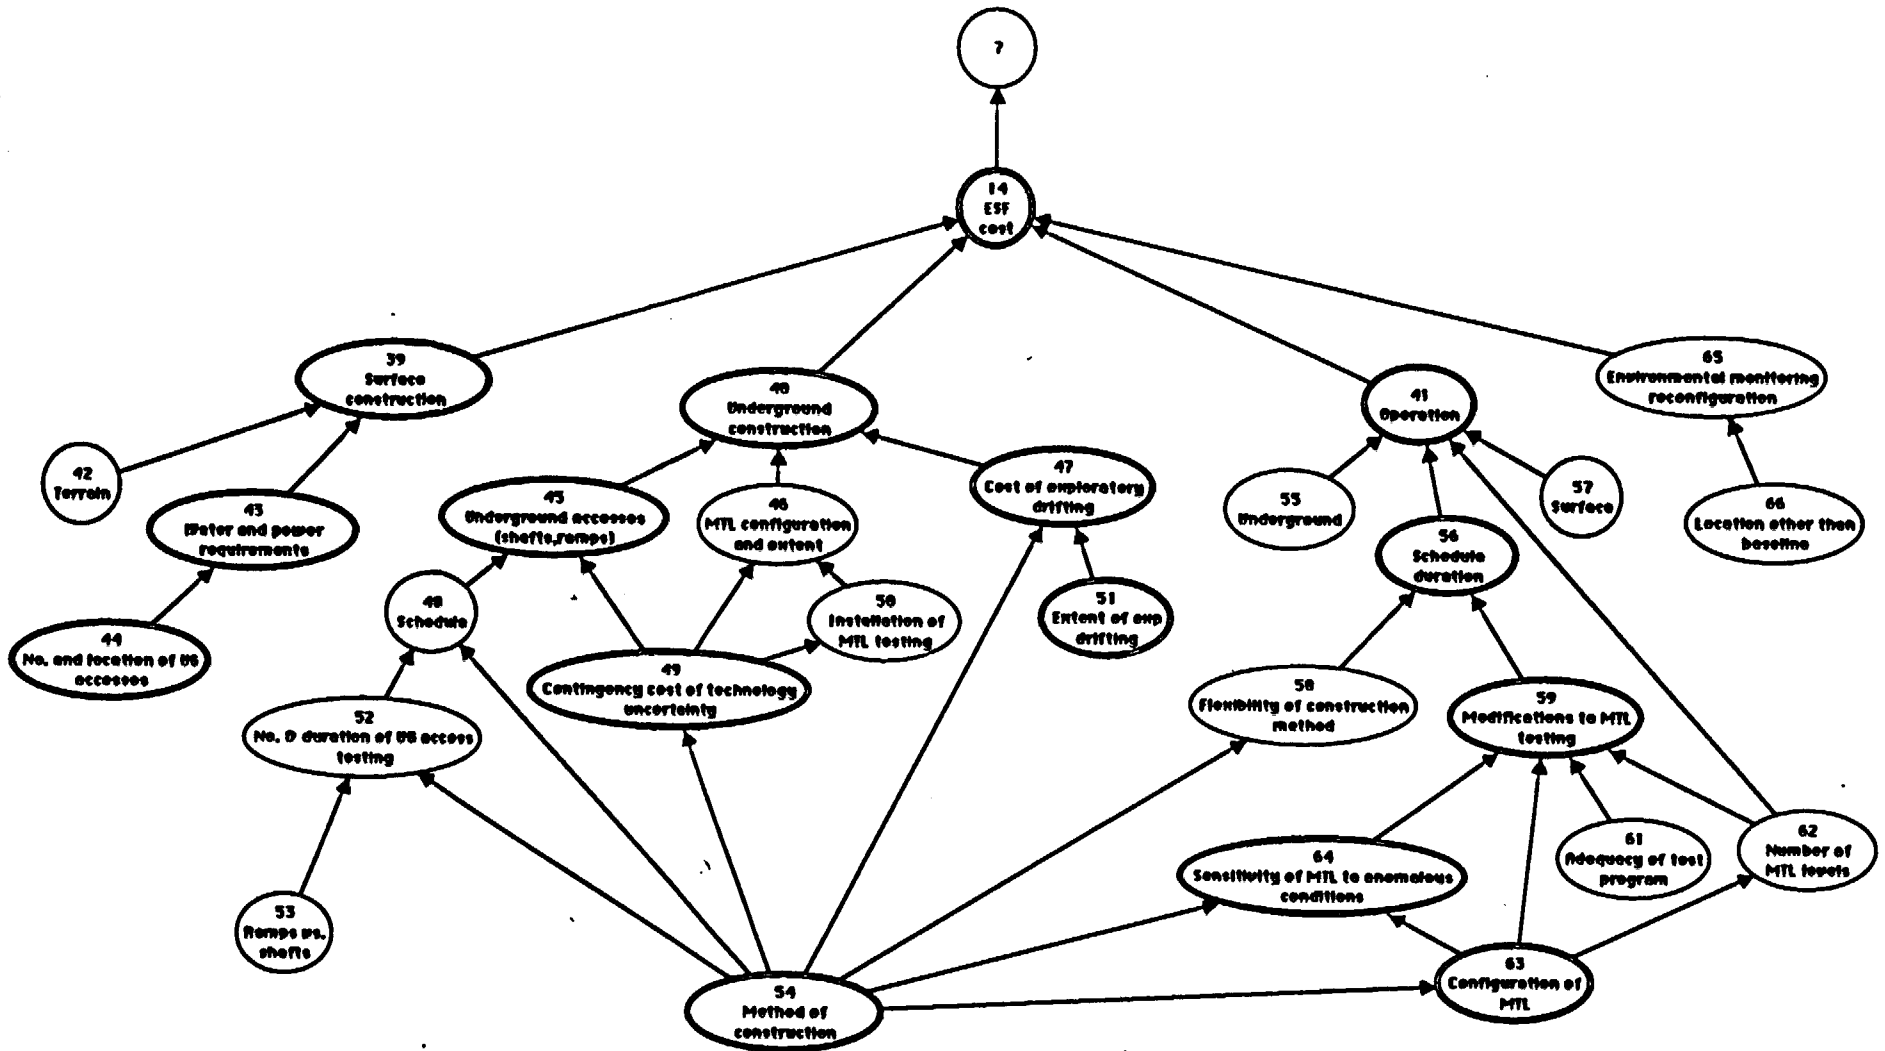 7
14
ESF
cost
39
Surface
construction
40
Underground
construction
41
Operation
65
Environmental monitoring
reconfiguration
42
Terrain
43
Water and power
requirements
44
No. and location of UG
accesses
45
Underground accesses
(shafts,ramps)
46
MTL configuration
and extent
47
Cost of exploratory
drifting
55
Underground
56
Schedule
duration
57
Surface
66
Location other than
baseline
48
Schedule
49
Contingency cost of technology
uncertainty
50
Installation of
MTL testing
51
Extent of exp
drifting
52
No. & duration of UG access
testing
58
Flexibility of construction
method
59
Modifications to MTL
testing
53
Ramps vs.
shafts
64
Sensitivity of MTL to anomalous
conditions
61
Adequacy of test
program
62
Number of
MTL levels
54
Method of
construction
63
Configuration of
MTL